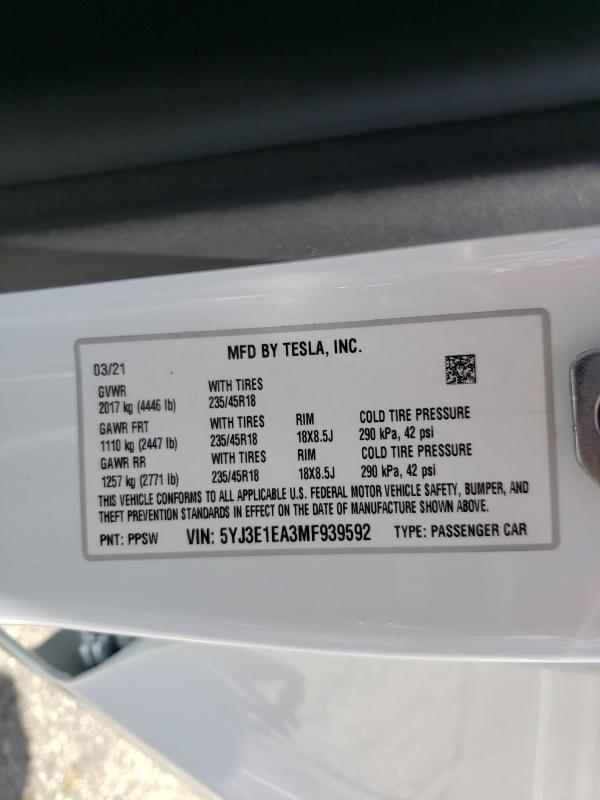 MFD BY TESLA, INC.
03/21
GVWR WITH TIRES
2017 kg (4446 lb) 235/45R18
GAWR FRT WITH TIRES RIM COLD TIRE PRESSURE
1110 kg (2447 lb) 235/45R18 18X8.5J 290 kPa, 42 psi
GAWR RR WITH TIRES RIM COLD TIRE PRESSURE
1257 kg (2771 lb) 235/45R18 18X8.5J 290 kPa, 42 psi
THIS VEHICLE CONFORMS TO ALL APPLICABLE U.S. FEDERAL MOTOR VEHICLE SAFETY, BUMPER, AND
THEFT PREVENTION STANDARDS IN EFFECT ON THE DATE OF MANUFACTURE SHOWN ABOVE.
PNT: PPSW VIN: 5YJ3E1EA3MF939592 TYPE: PASSENGER CAR